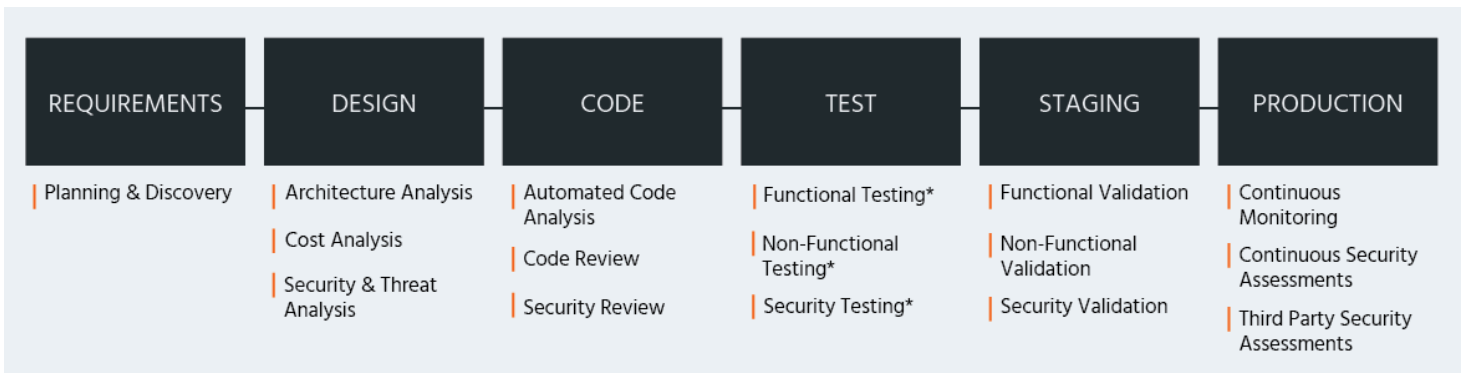 REQUIREMENTS
DESIGN
CODE
TEST
STAGING
PRODUCTION
Planning & Discovery
Architecture Analysis
Cost Analysis
Security & Threat
Analysis
Automated Code
Analysis
Code Review
Security Review
Functional Testing*
Non-Functional
Testing*
Security Testing*
Functional Validation
Non-Functional
Validation
Security Validation
Continuous
Monitoring
Continuous Security
Assessments
Third Party Security
Assessments